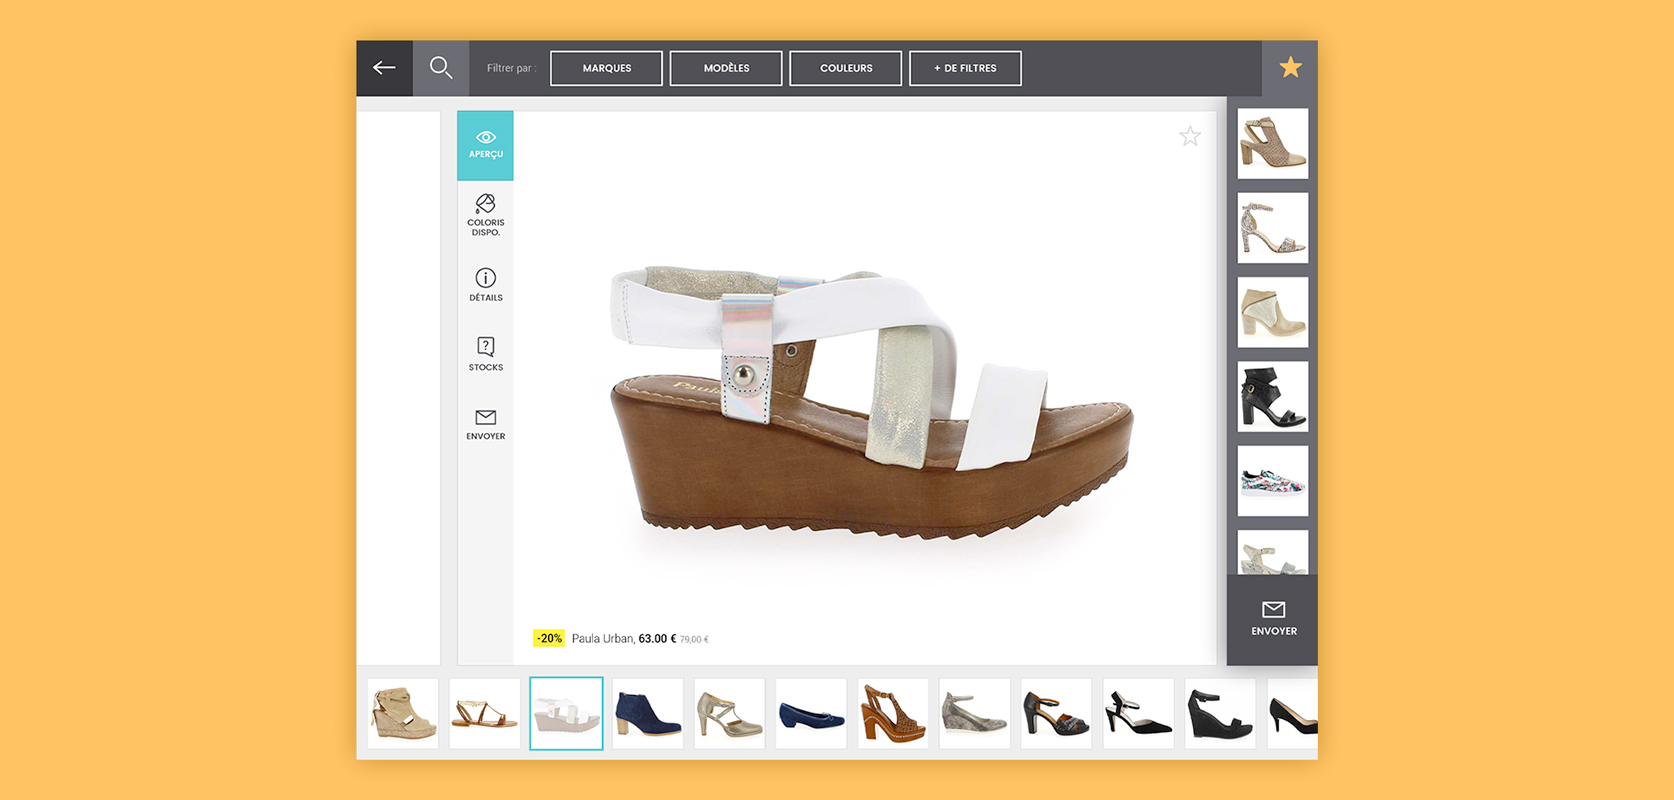 Filtrer par :
MARQUES
MODÈLES
COULEURS
+ DE FILTRES
APERÇU
COLORIS
DISPO.
DÉTAILS
STOCKS
ENVOYER
-20% Paula Urban, 63.00 € 79,00 €
ENVOYER